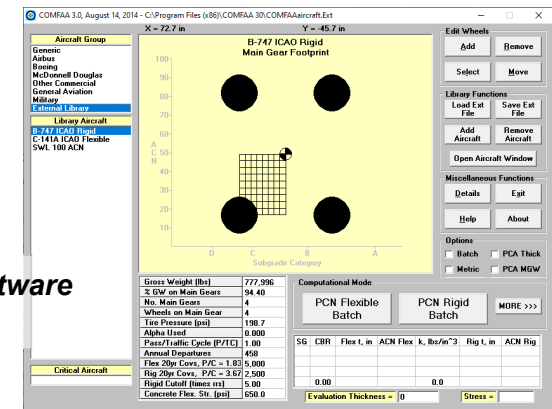 COMFAA 3.0, August 14, 2014 - C:\Program Files (x86)\COMFAA 30\COMFAAaircraft.Ext
Aircraft Group
Generic
Airbus
Boeing
McDonnell Douglas
Other Commercial
General Aviation
Military
External Library
Library Aircraft
B-747 ICAO Rigid
C-141A ICAO Flexible
SWL 100 ACN
tware
Critical Aircraft
X = 72.7 in Y = -45.7 in
B-747 ICAO Rigid
Main Gear Footprint
100
90
80
70
60
50
40
30
20
10
A
C
N
D C B A
Subgrade Category
Gross Weight (lbs) 777,996
% GW on Main Gears 94.40
No. Main Gears 4
Wheels on Main Gear 4
Tire Pressure (psi) 198.7
Alpha Used 0.000
Pass/Traffic Cycle (P/TC) 1.00
Annual Departures 458
Flex 20yr Covs, P/C = 1.83 5,000
Rig 20yr Covs, P/C = 3.67 2,500
Rigid Cutoff (times rrs) 5.00
Concrete Flex. Str. (psi) 650.0
Computational Mode
PCN Flexible
Batch
PCN Rigid
Batch
MORE >>>
SG CBR Flex t, in ACN Flex k, lbs/in^3 Rig t, in ACN Rig
0.00 0.0
Evaluation Thickness = 0 Stress =
Edit Wheels
Add Remove
Select Move
Library Functions
Load Ext
File
Save Ext
File
Add
Aircraft
Remove
Aircraft
Open Aircraft Window
Miscellaneous Functions
Details Exit
Help About
Options
Batch PCA Thick
Metric PCA MGW